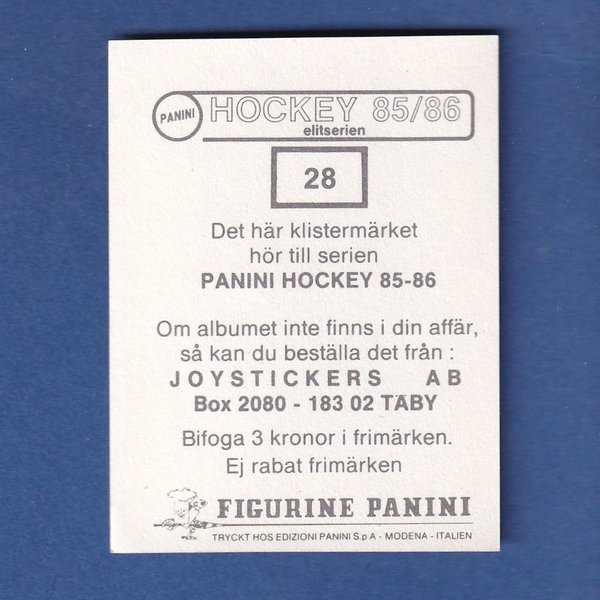 PANINI HOCKEY 85/86
elitserien
28
Det här klistermärket
hör till serien
PANINI HOCKEY 85-86
Om albumet inte finns i din affär,
så kan du beställa det från :
JOYSTICKERS AB
Box 2080 - 183 02 TÄBY
Bifoga 3 kronor i frimärken.
Ej rabat frimärken
FIGURINE PANINI
TRYCKT HOS EDIZIONI PANINI S.p A - MODENA - ITALIEN